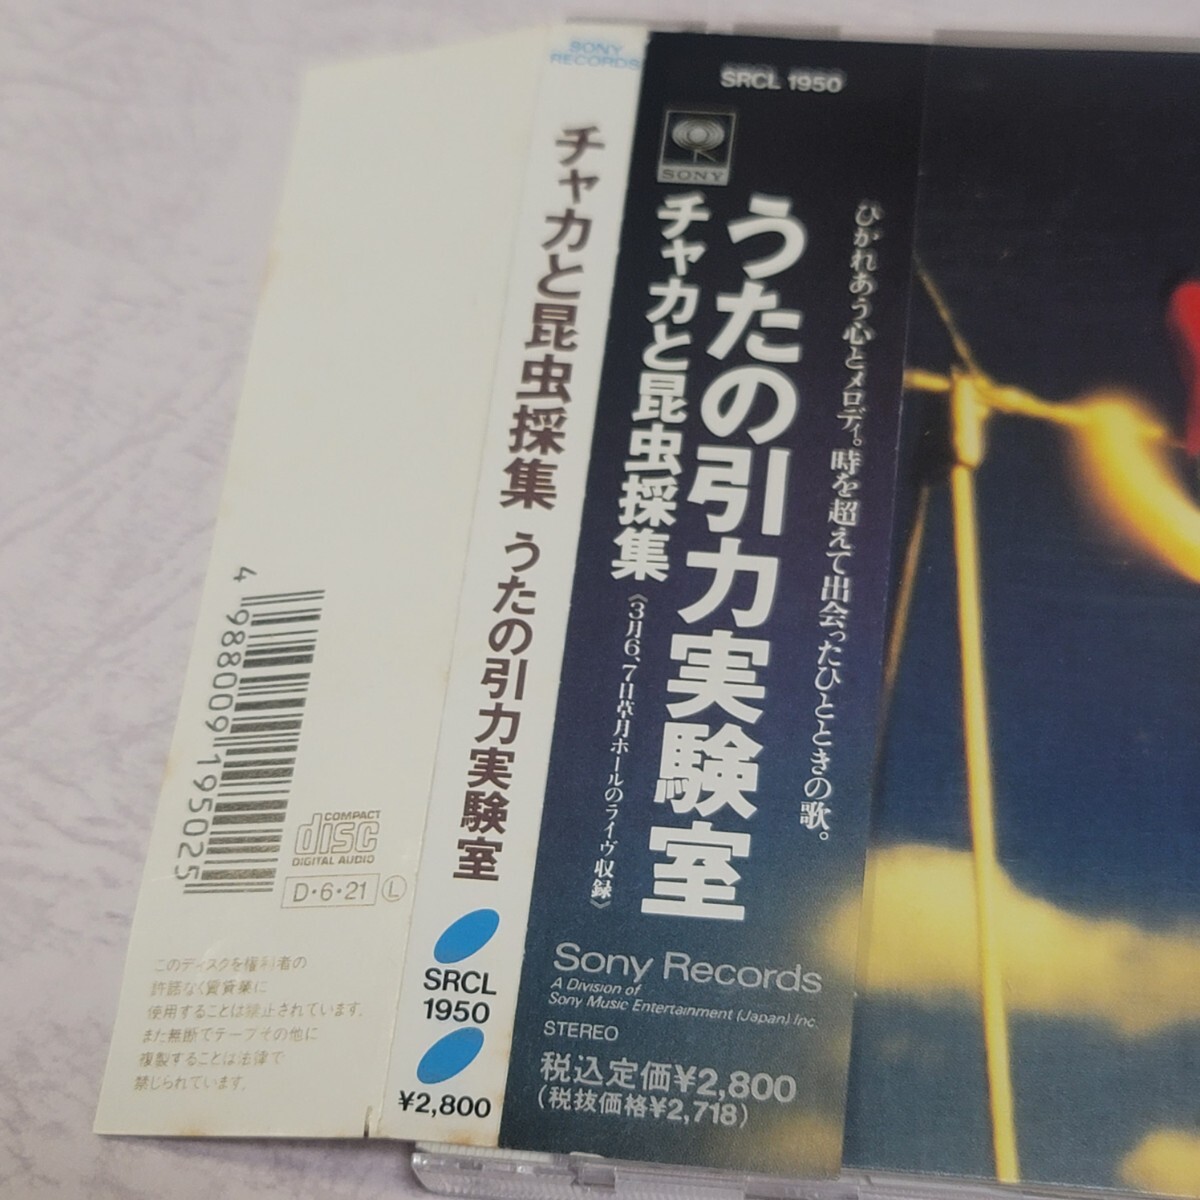 SONY
RECORDS
チャカと昆虫採集 うたの引力実験室
SRCL
1950
¥2,800
SRCL 1950
SONY
ひかれあう心とメロディ。時を超えて出会ったひとときの歌。
うたの引力実験室
チャカと昆虫採集
《3月6、7日草月ホールのライヴ収録》
Sony Records
A Division of
Sony Music Entertainment (Japan) Inc.
STEREO
税込定価¥2,800
(税抜価格¥2,718)
4 988009 195025
COMPACT
disc
DIGITAL AUDIO
D・6・21 Ⓛ
このディスクを権利者の
許諾なく賃貸業に
使用することは禁止されています。
また無断でテープその他に
複製することは法律で
禁じられています。